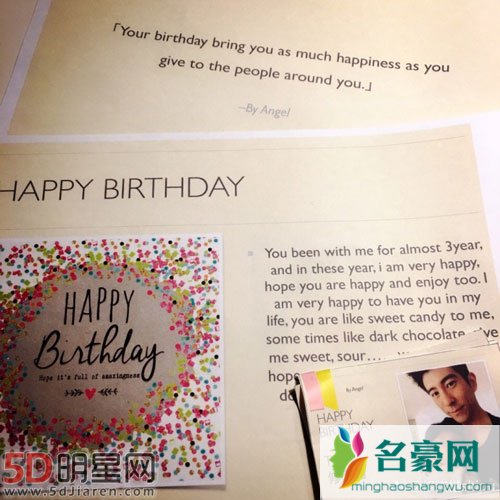 「Your birthday bring you as much happiness as you
give to the people around you.」
--By Angel
HAPPY BIRTHDAY
You been with me for almost 3year,
and in these year, i am very happy,
hope you are happy and enjoy too. I
am very happy to have you in my
life, you are like sweet candy to me,
some times like dark chocolate, give
me sweet, sour....
hope
HAPPY
Birthday
Hope it's full of amazingness
By Angel
HAPPY
BIRTHDAY
5D明星网
www.5djiaren.com
名豪网
minghaoshangwu.com